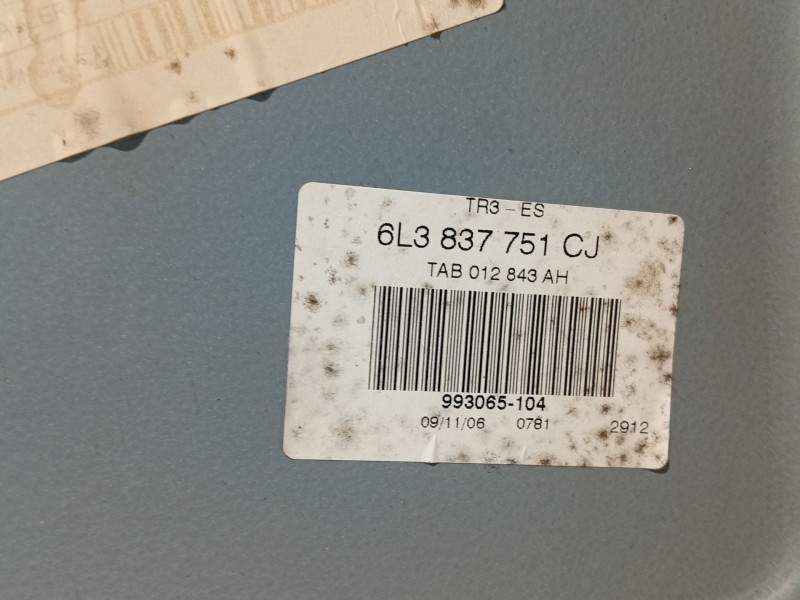 TR3 - ES
6L3 837 751 CJ
TAB 012 843 AH
993065-104
09/11/06 0781 2912